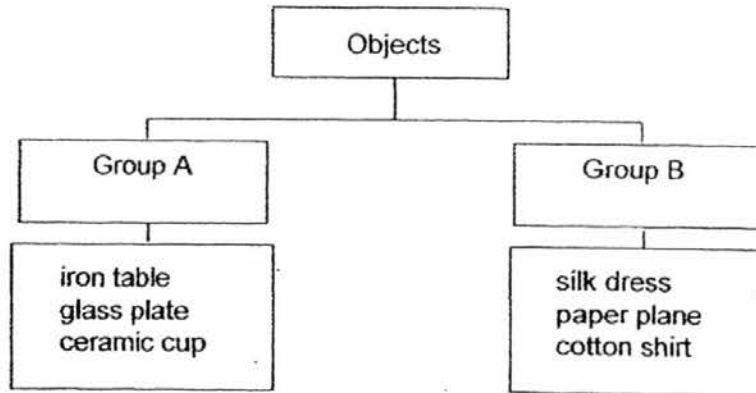 Objects
Group A
Group B
iron table
glass plate
ceramic cup
silk dress
paper plane
cotton shirt